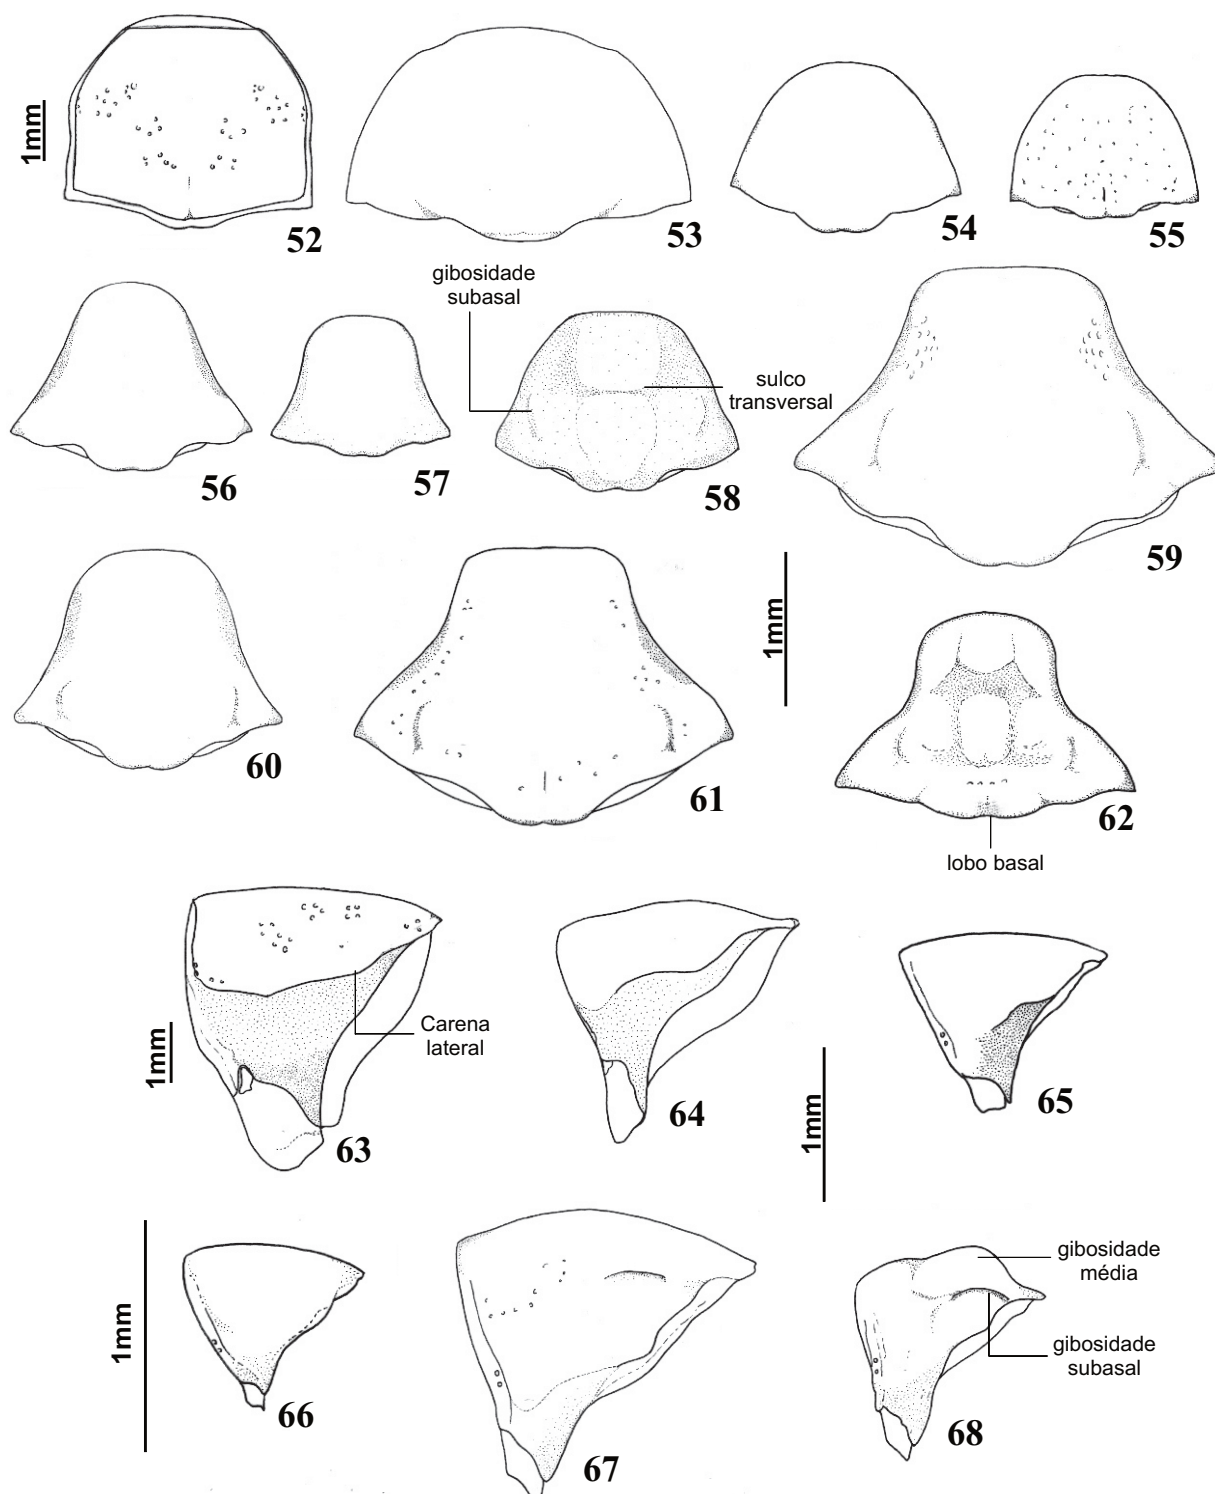 1mm
52
53
54
55
gibosidade
subasal
sulco
transversal
56
57
58
59
1mm
60
61
62
lobo basal
1mm
Carena
lateral
63
64
1mm
65
1mm
66
67
gibosidade
média
gibosidade
subasal
68